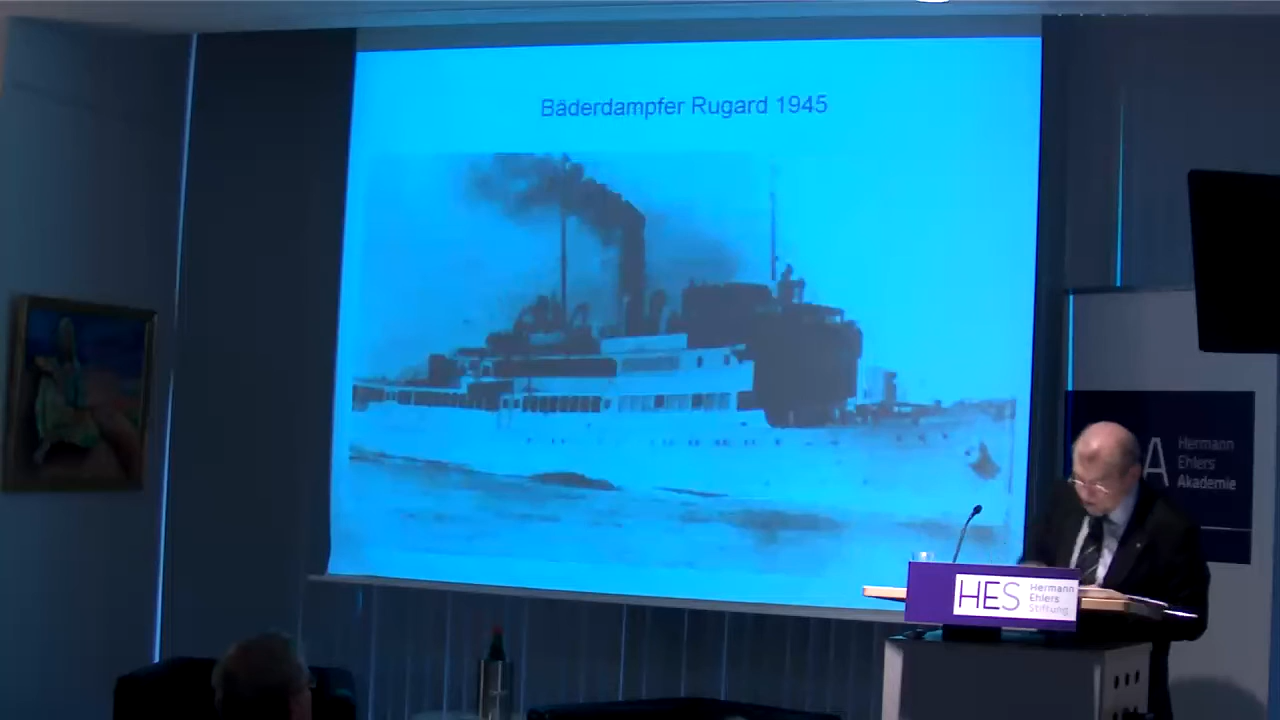 Bäderdampfer Rugard 1945
A
Hermann
Ehlers
Akademie
HES
Hermann
Ehlers
Stiftung